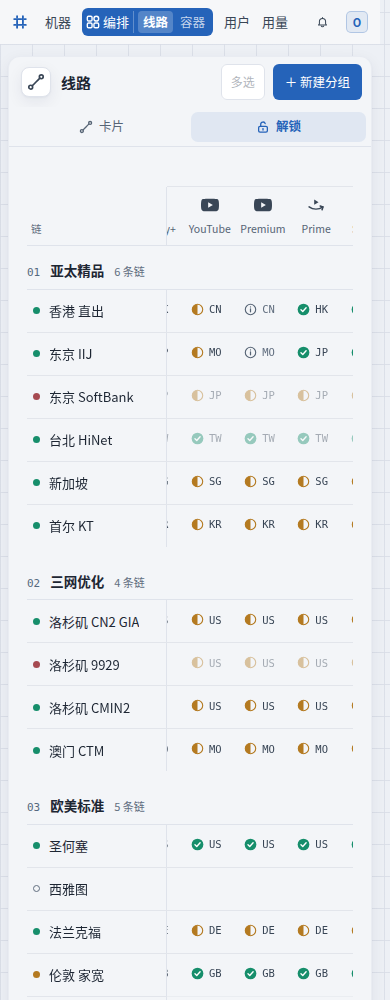 机器 编排 线路 容器 用户 用量 O
线路 多选 + 新建分组
卡片 解锁
链 y+ YouTube Premium Prime
01 亚太精品 6 条链
香港 直出 CN CN HK
东京 IIJ MO MO JP
东京 SoftBank JP JP JP
台北 HiNet TW TW TW
新加坡 SG SG SG
首尔 KT KR KR KR
02 三网优化 4 条链
洛杉矶 CN2 GIA US US US
洛杉矶 9929 US US US
洛杉矶 CMIN2 US US US
澳门 CTM MO MO MO
03 欧美标准 5 条链
圣何塞 US US US
西雅图
法兰克福 DE DE DE
伦敦 家宽 GB GB GB